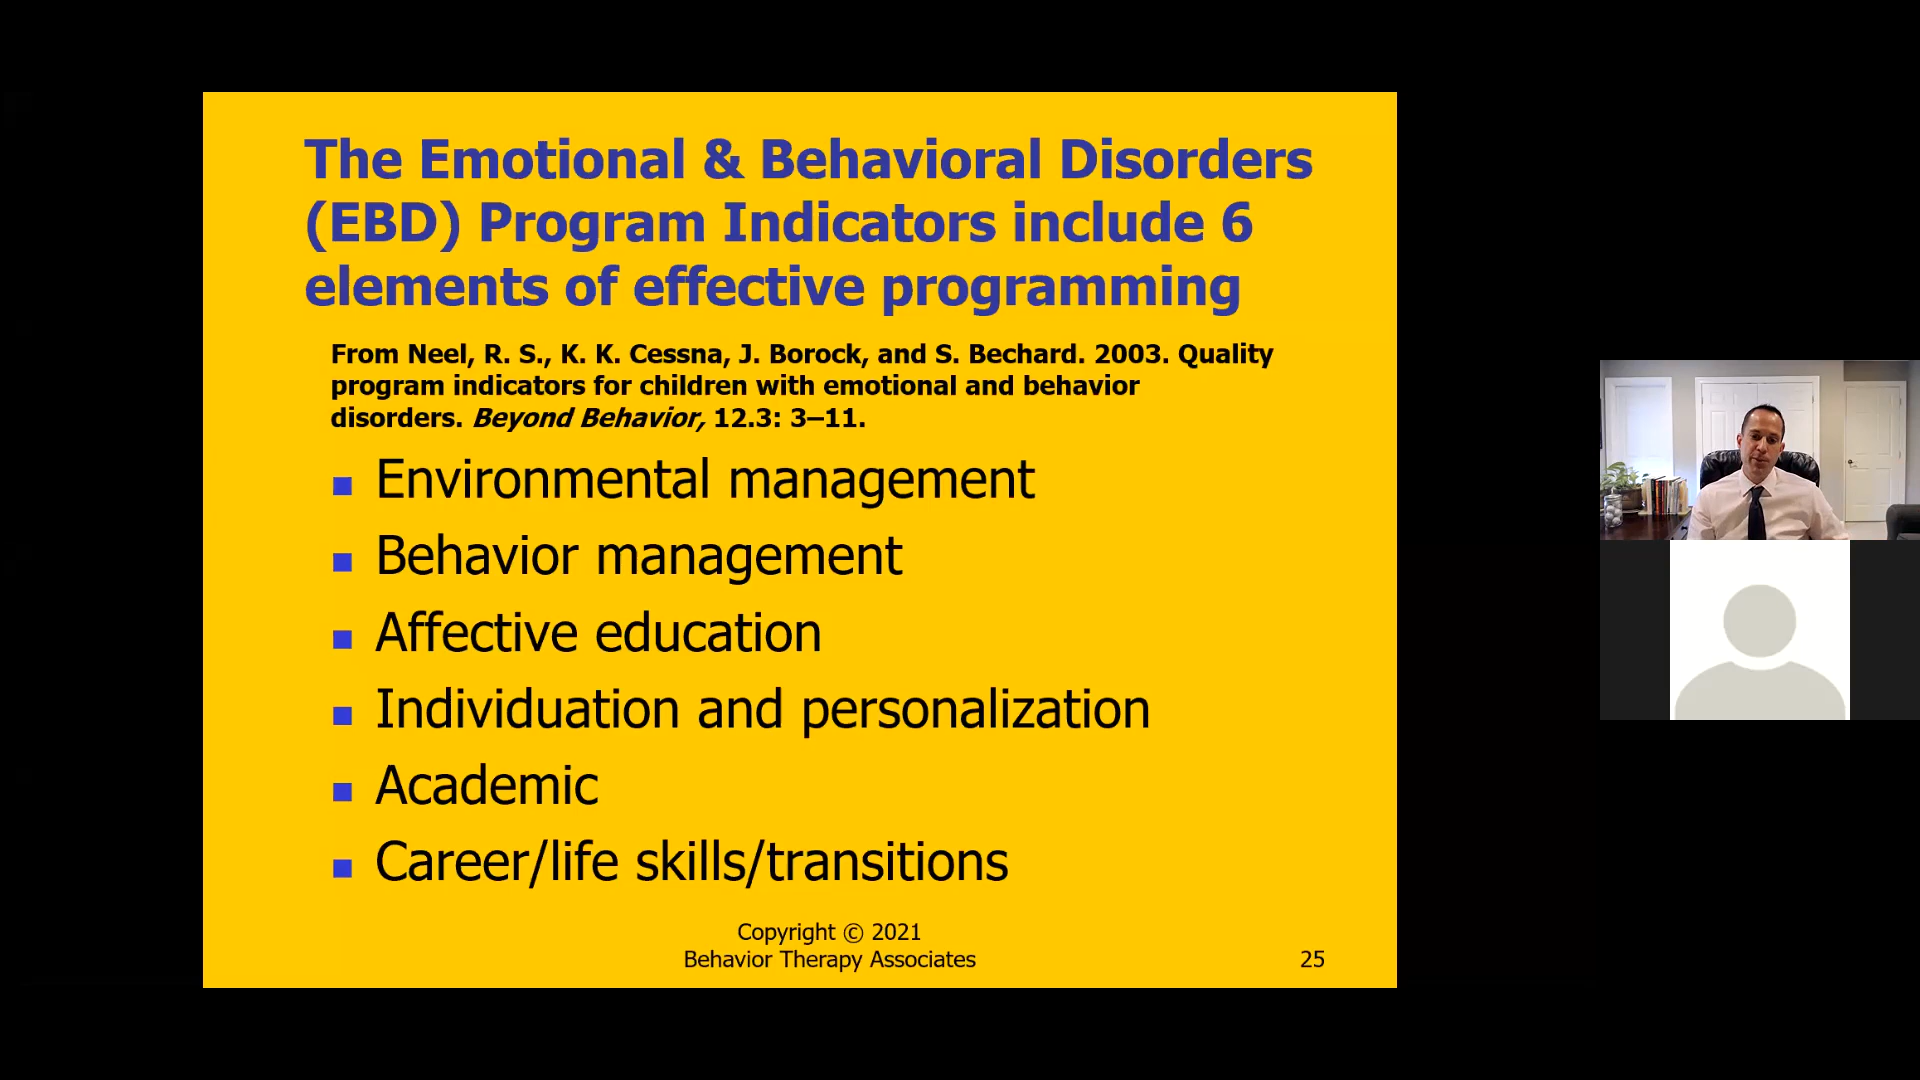 The Emotional & Behavioral Disorders
(EBD) Program Indicators include 6
elements of effective programming
From Neel, R. S., K. K. Cessna, J. Borock, and S. Bechard. 2003. Quality
program indicators for children with emotional and behavior
disorders. Beyond Behavior, 12.3: 3–11.
Environmental management
Behavior management
Affective education
Individuation and personalization
Academic
Career/life skills/transitions
Copyright © 2021
Behavior Therapy Associates
25